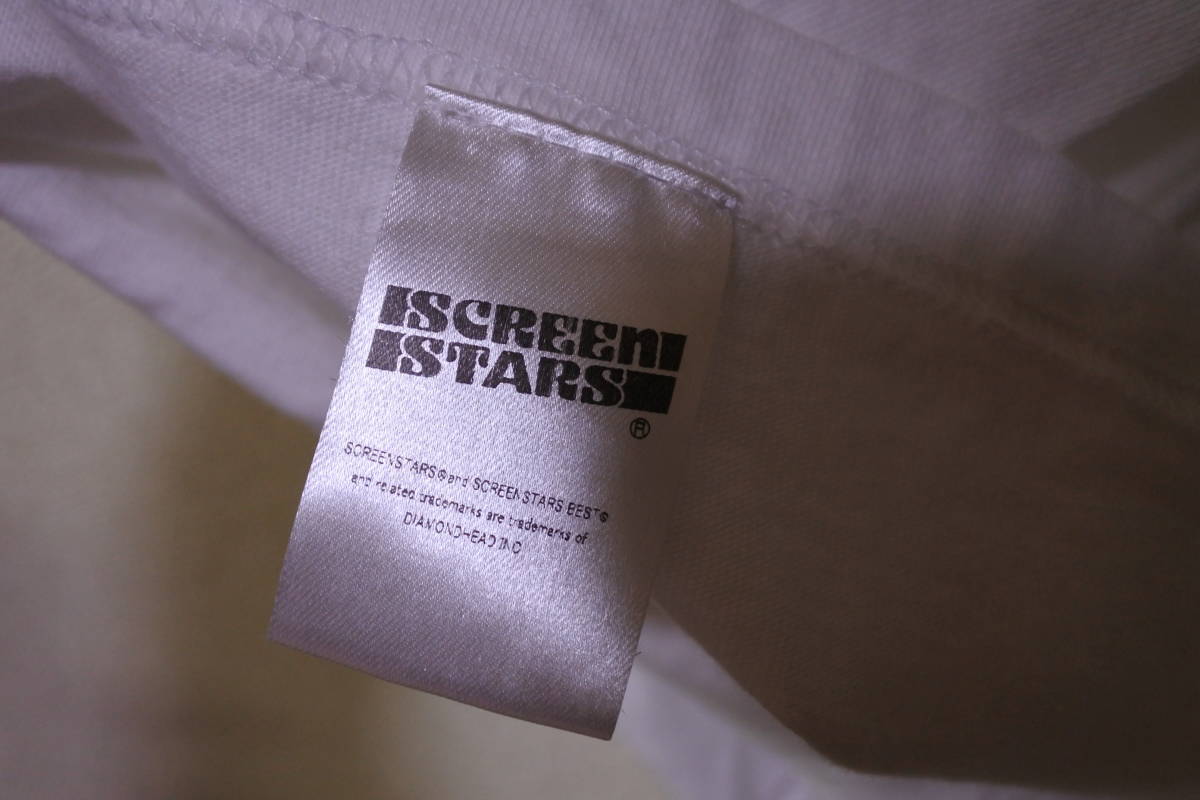 SCREEN
STARS
®
SCREENSTARS® and SCREENSTARS BEST®
and related trademarks are trademarks of
DIAMONDHEAD INC